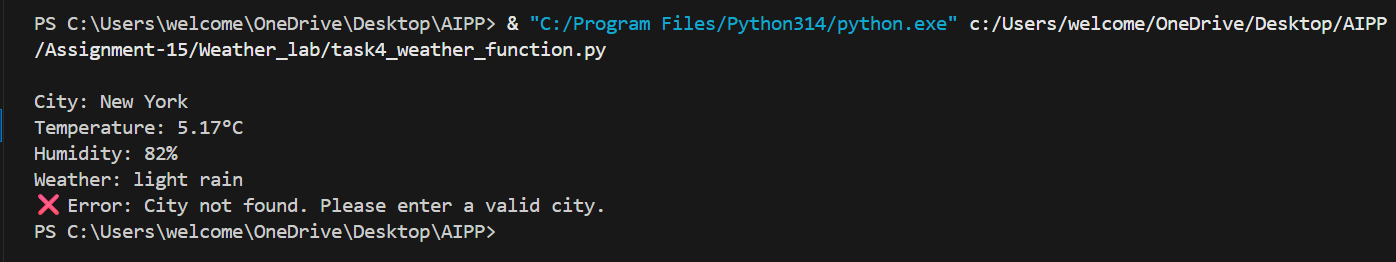 PS C:\Users\welcome\OneDrive\Desktop\AIPP> & "C:/Program Files/Python314/python.exe" c:/Users/welcome/OneDrive/Desktop/AIPP
/Assignment-15/Weather_lab/task4_weather_function.py
City: New York
Temperature: 5.17°C
Humidity: 82%
Weather: light rain
❌ Error: City not found. Please enter a valid city.
PS C:\Users\welcome\OneDrive\Desktop\AIPP>